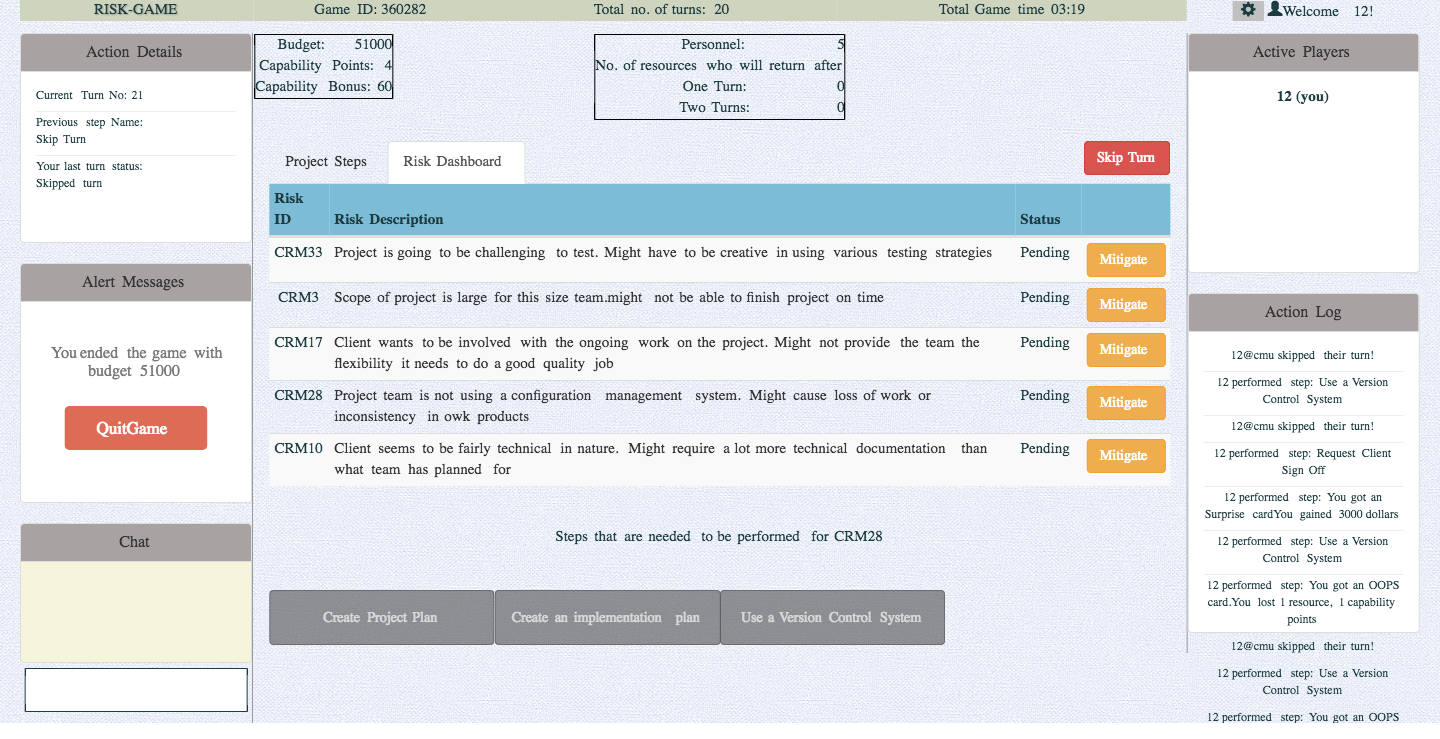 RISK-GAME Game ID: 360282 Total no. of turns: 20 Total Game time 03:19 Welcome 12!
Action Details
Current Turn No: 21
Previous step Name:
Skip Turn
Your last turn status:
Skipped turn
Alert Messages
You ended the game with
budget 51000
QuitGame
Chat
Budget: 51000
Capability Points: 4
Capability Bonus: 60
Personnel: 5
No. of resources who will return after
One Turn: 0
Two Turns: 0
Project Steps Risk Dashboard Skip Turn
Risk
ID Risk Description Status
CRM33 Project is going to be challenging to test. Might have to be creative in using various testing strategies Pending Mitigate
CRM3 Scope of project is large for this size team.might not be able to finish project on time Pending Mitigate
CRM17 Client wants to be involved with the ongoing work on the project. Might not provide the team the Pending Mitigate
flexibility it needs to do a good quality job
CRM28 Project team is not using a configuration management system. Might cause loss of work or Pending Mitigate
inconsistency in owk products
CRM10 Client seems to be fairly technical in nature. Might require a lot more technical documentation than Pending Mitigate
what team has planned for
Steps that are needed to be performed for CRM28
Create Project Plan Create an implementation plan Use a Version Control System
Active Players
12 (you)
Action Log
12@cmu skipped their turn!
12 performed step: Use a Version
Control System
12@cmu skipped their turn!
12 performed step: Request Client
Sign Off
12 performed step: You got an
Surprise cardYou gained 3000 dollars
12 performed step: Use a Version
Control System
12 performed step: You got an OOPS
card.You lost 1 resource, 1 capability
points
12@cmu skipped their turn!
12 performed step: Use a Version
Control System
12 performed step: You got an OOPS